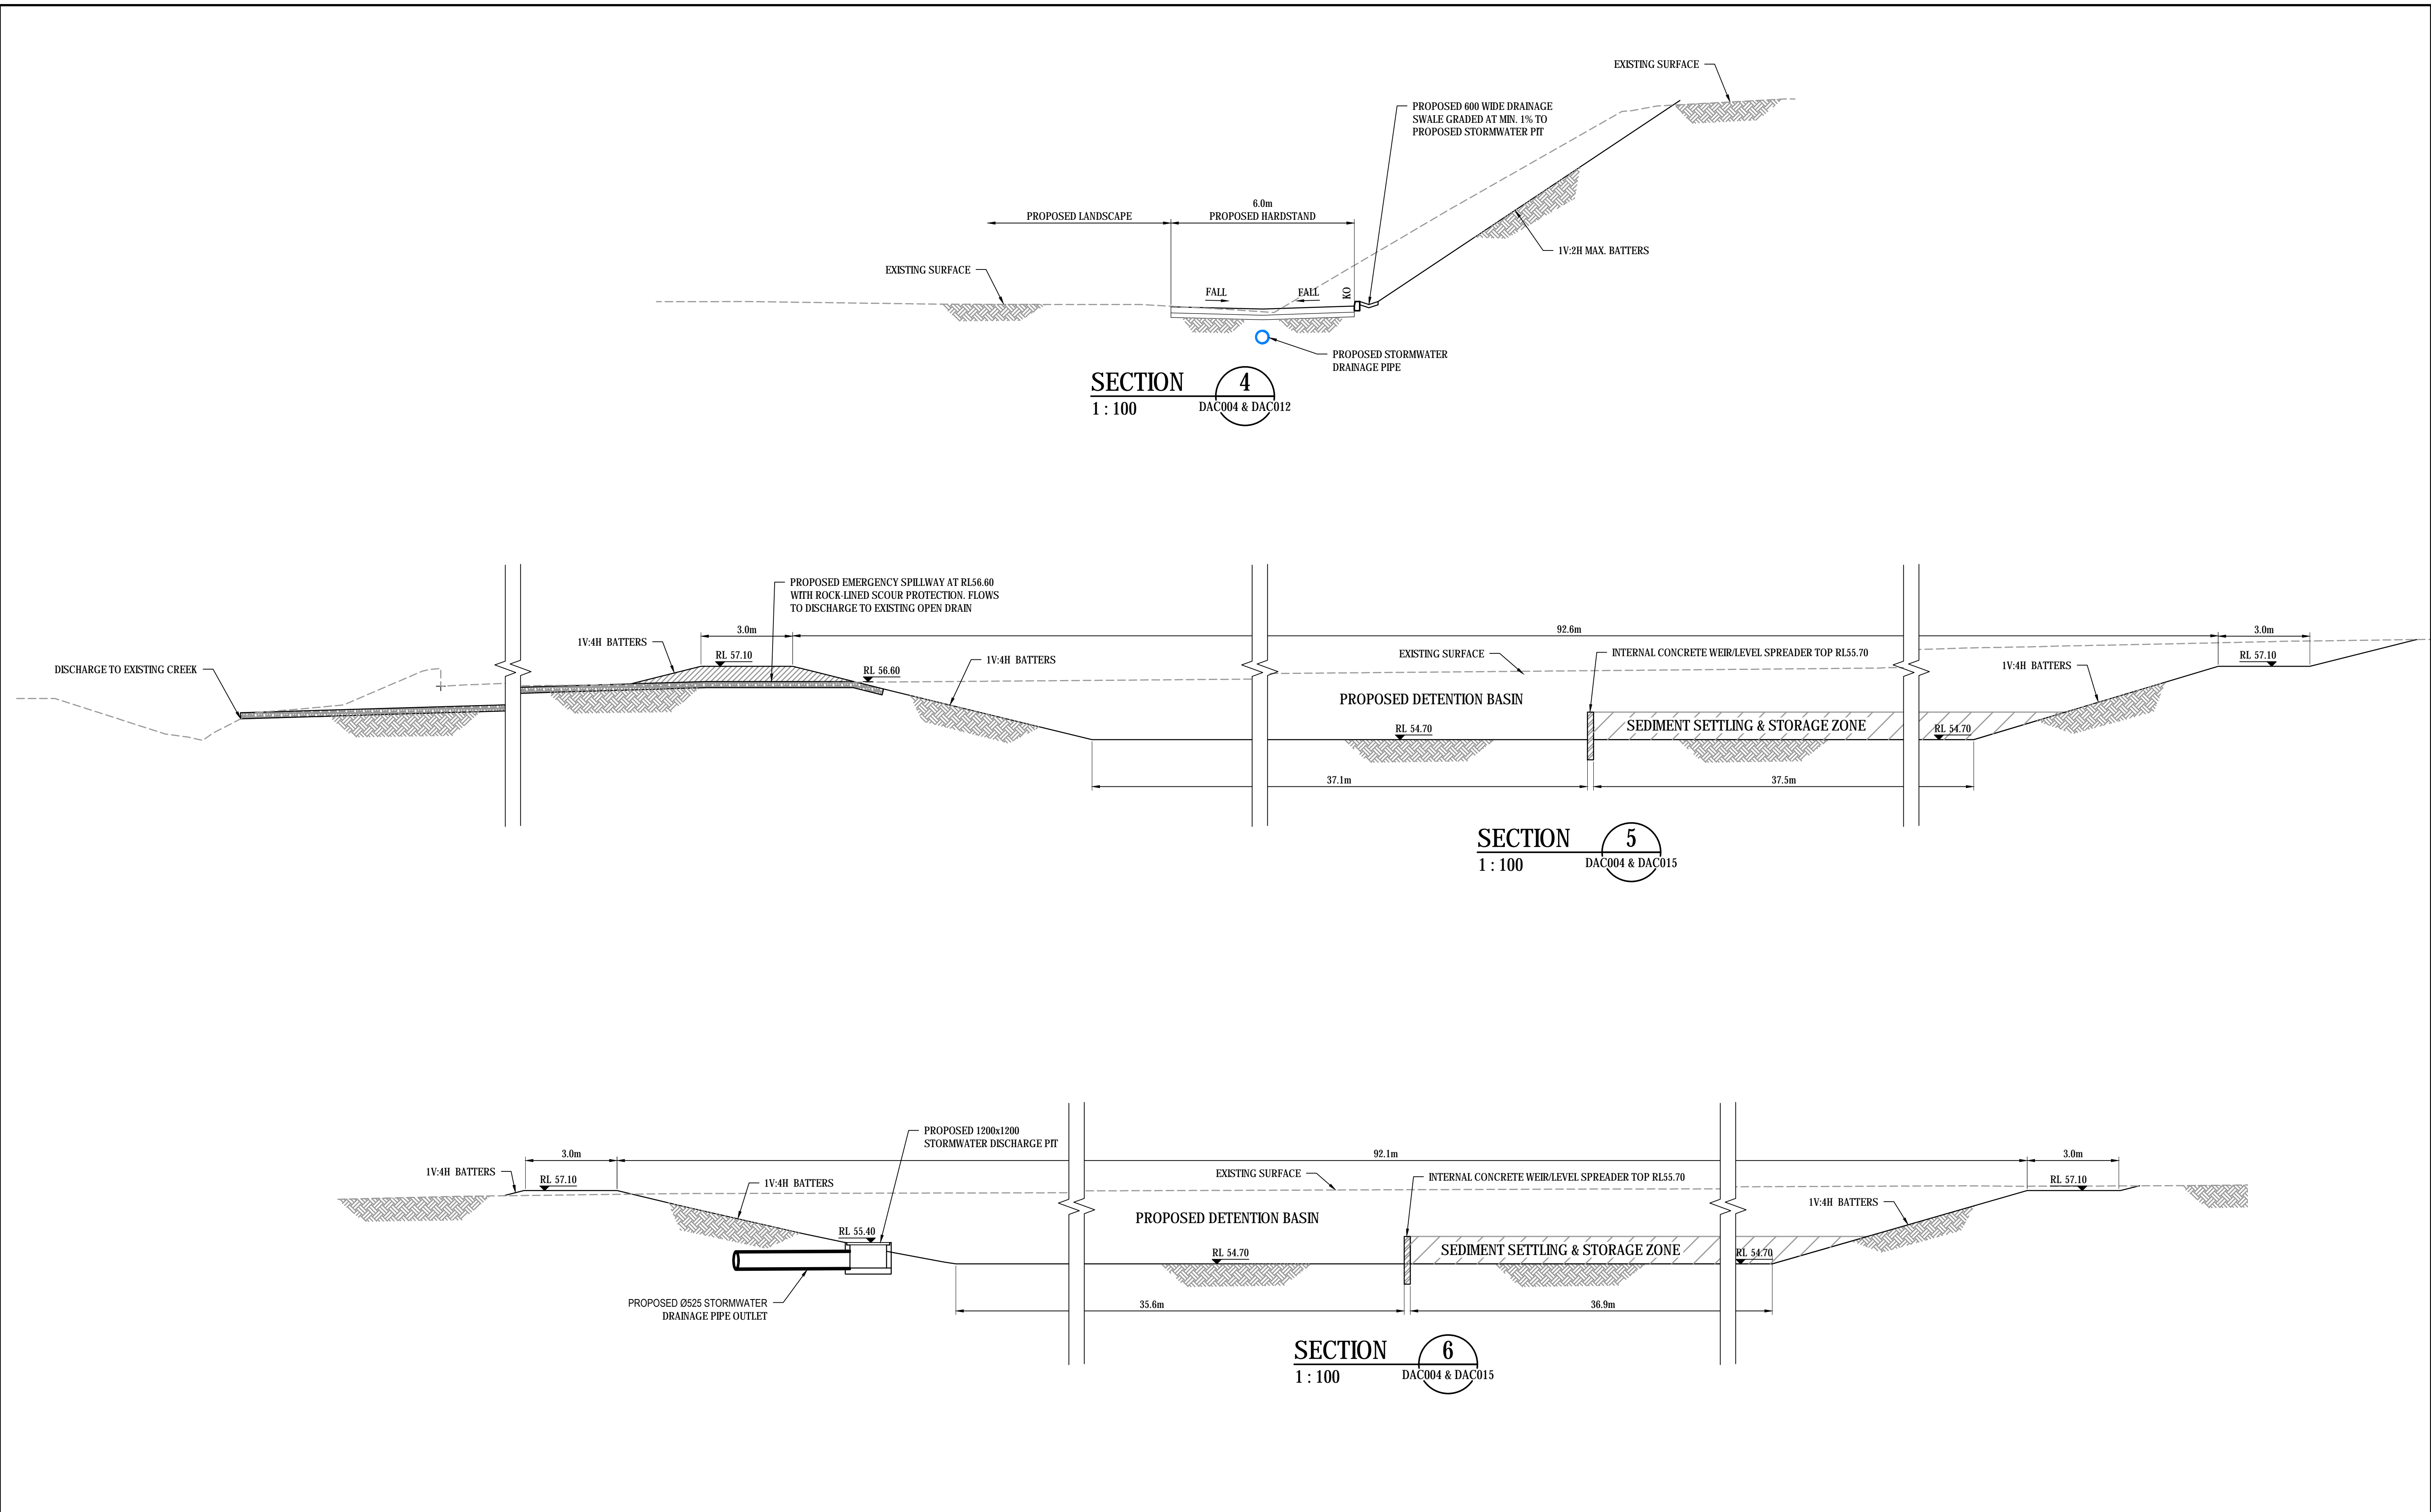 EXISTING SURFACE
PROPOSED 600 WIDE DRAINAGE
SWALE GRADED AT MIN. 1% TO
PROPOSED STORMWATER PIT
6.0m
PROPOSED LANDSCAPE
PROPOSED HARDSTAND
1V:2H MAX. BATTERS
EXISTING SURFACE
FALL
FALL
KO
PROPOSED STORMWATER
DRAINAGE PIPE
SECTION
4
1 : 100
DAC004 & DAC012
PROPOSED EMERGENCY SPILLWAY AT RL56.60
WITH ROCK-LINED SCOUR PROTECTION. FLOWS
TO DISCHARGE TO EXISTING OPEN DRAIN
3.0m
92.6m
3.0m
1V:4H BATTERS
RL 57.10
EXISTING SURFACE
INTERNAL CONCRETE WEIR/LEVEL SPREADER TOP RL55.70
RL 57.10
DISCHARGE TO EXISTING CREEK
RL 56.60
1V:4H BATTERS
1V:4H BATTERS
PROPOSED DETENTION BASIN
SEDIMENT SETTLING & STORAGE ZONE
RL 54.70
RL 54.70
37.1m
37.5m
SECTION
5
1 : 100
DAC004 & DAC015
PROPOSED 1200x1200
STORMWATER DISCHARGE PIT
3.0m
92.1m
3.0m
1V:4H BATTERS
RL 57.10
1V:4H BATTERS
EXISTING SURFACE
INTERNAL CONCRETE WEIR/LEVEL SPREADER TOP RL55.70
RL 57.10
1V:4H BATTERS
PROPOSED DETENTION BASIN
RL 55.40
RL 54.70
SEDIMENT SETTLING & STORAGE ZONE
RL 54.70
PROPOSED Ø525 STORMWATER
DRAINAGE PIPE OUTLET
35.6m
36.9m
SECTION
6
1 : 100
DAC004 & DAC015